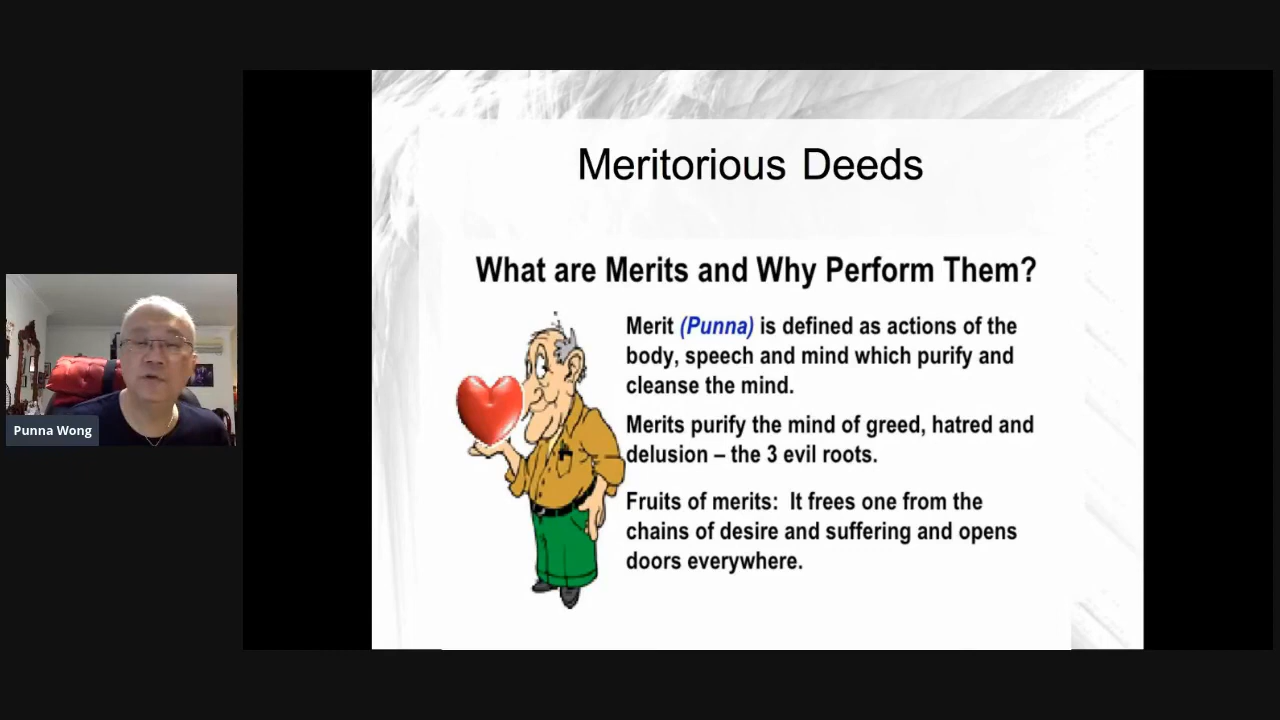 Meritorious Deeds
What are Merits and Why Perform Them?
Merit (Punna) is defined as actions of the
body, speech and mind which purify and
cleanse the mind.
Merits purify the mind of greed, hatred and
delusion – the 3 evil roots.
Fruits of merits: It frees one from the
chains of desire and suffering and opens
doors everywhere.
Punna Wong